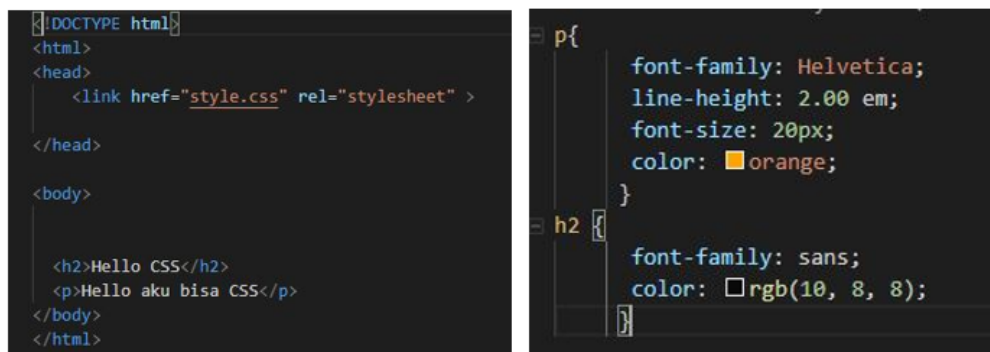 <!DOCTYPE html>
<html>
<head>
<link href="style.css" rel="stylesheet" >
</head>
<body>
<h2>Hello CSS</h2>
<p>Hello aku bisa CSS</p>
</body>
</html>
p{
font-family: Helvetica;
line-height: 2.00 em;
font-size: 20px;
color: orange;
}
h2 {
font-family: sans;
color: rgb(10, 8, 8);
}